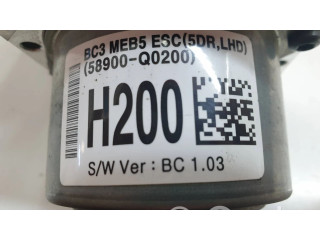 BC3 MEB5 ESC(5DR,LHD)
(58900-Q0200)
H200
S/W Ver : BC 1.03